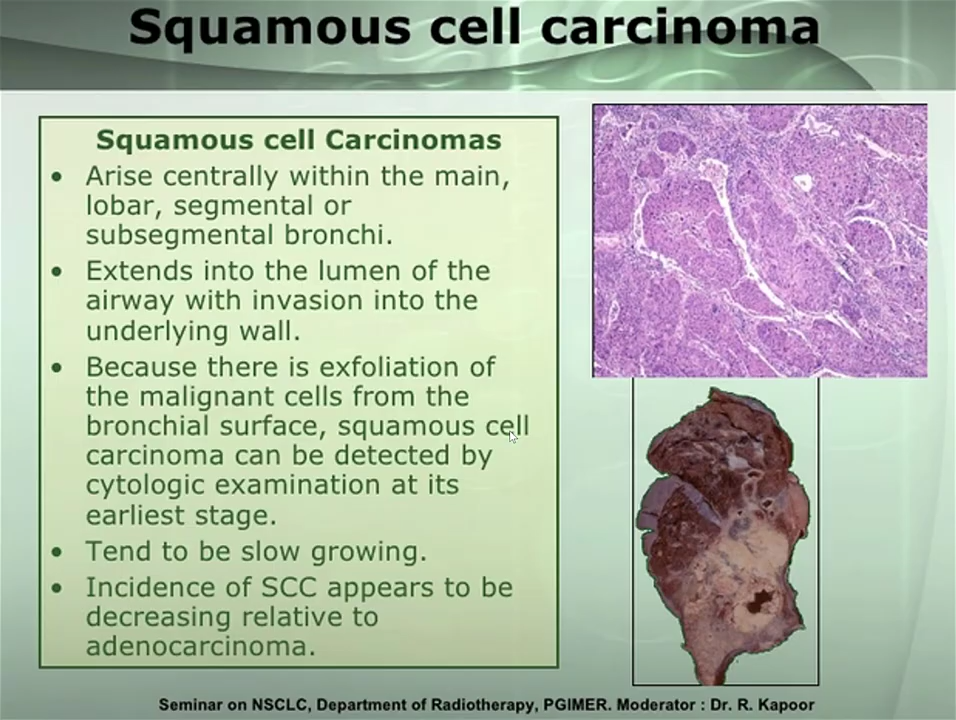 Squamous cell carcinoma
Squamous cell Carcinomas
• Arise centrally within the main,
lobar, segmental or
subsegmental bronchi.
• Extends into the lumen of the
airway with invasion into the
underlying wall.
• Because there is exfoliation of
the malignant cells from the
bronchial surface, squamous cell
carcinoma can be detected by
cytologic examination at its
earliest stage.
• Tend to be slow growing.
• Incidence of SCC appears to be
decreasing relative to
adenocarcinoma.
Seminar on NSCLC, Department of Radiotherapy, PGIMER. Moderator : Dr. R. Kapoor